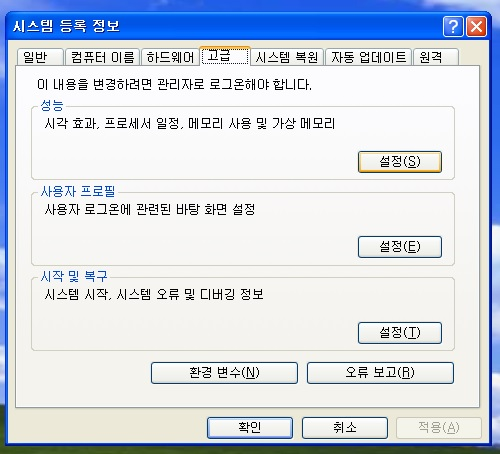 시스템 등록 정보
일반 컴퓨터 이름 하드웨어 고급 시스템 복원 자동 업데이트 원격
이 내용을 변경하려면 관리자로 로그온해야 합니다.
성능
시각 효과, 프로세서 일정, 메모리 사용 및 가상 메모리
설정(S)
사용자 프로필
사용자 로그온에 관련된 바탕 화면 설정
설정(E)
시작 및 복구
시스템 시작, 시스템 오류 및 디버깅 정보
설정(T)
환경 변수(N) 오류 보고(R)
확인 취소 적용(A)